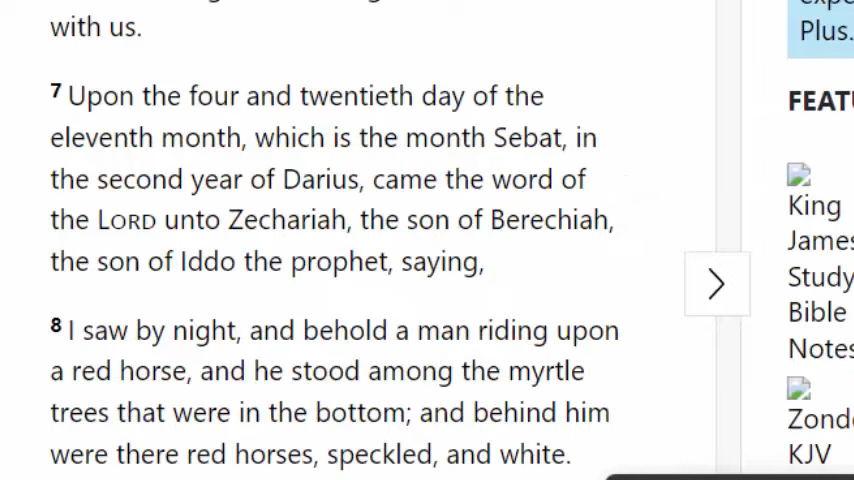 with us.
7 Upon the four and twentieth day of the
eleventh month, which is the month Sebat, in
the second year of Darius, came the word of
the LORD unto Zechariah, the son of Berechiah,
the son of Iddo the prophet, saying,
8 I saw by night, and behold a man riding upon
a red horse, and he stood among the myrtle
trees that were in the bottom; and behind him
were there red horses, speckled, and white.
Plus.
FEAT
King
James
Study
Bible
Notes
Zond
KJV